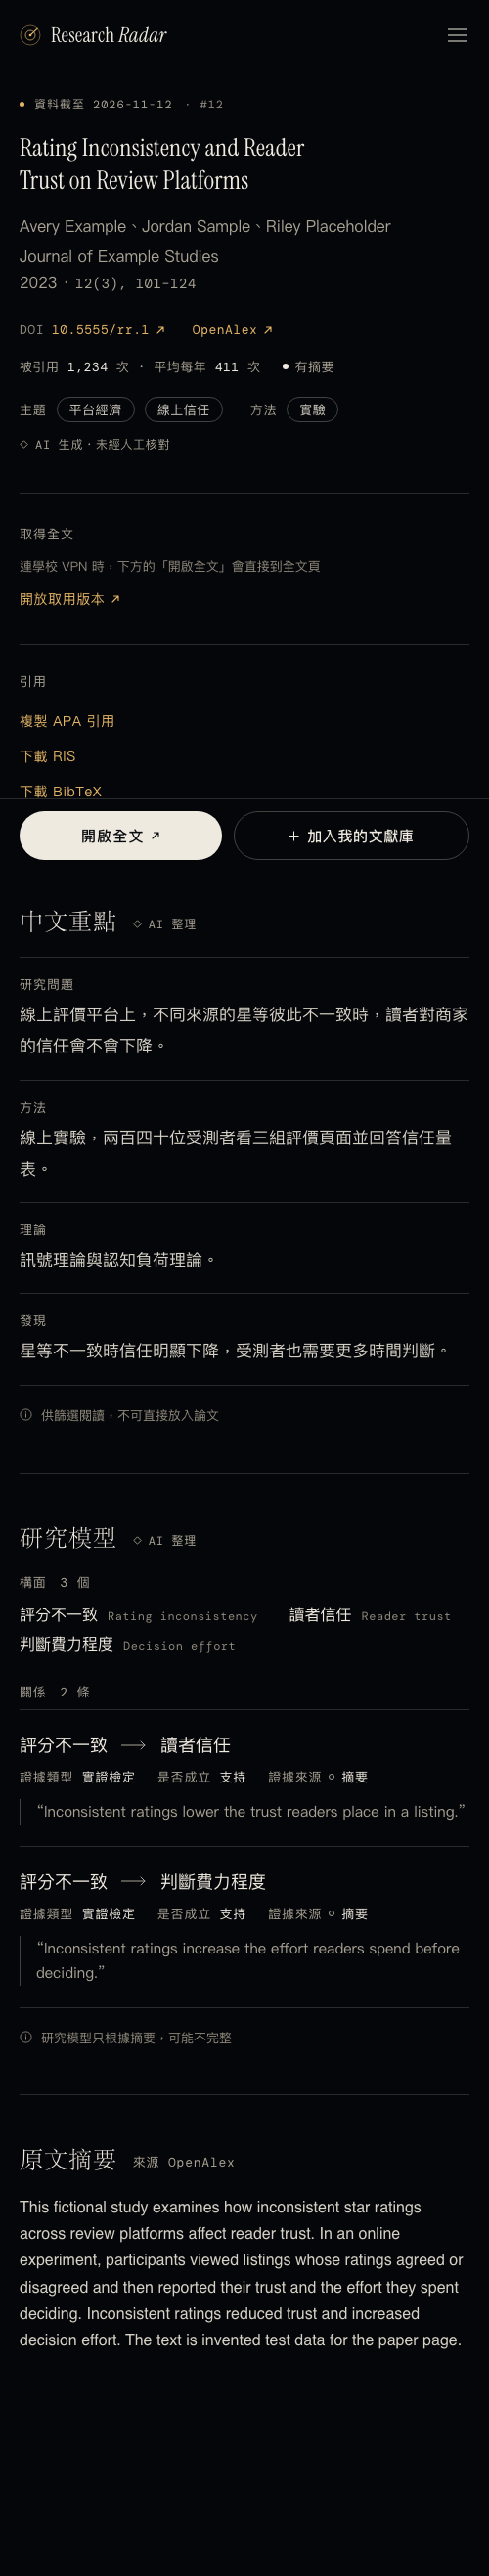 Research Radar
資料截至 2026-11-12 · #12
Rating Inconsistency and Reader
Trust on Review Platforms
Avery Example、Jordan Sample、Riley Placeholder
Journal of Example Studies
2023 · 12(3), 101–124
DOI 10.5555/rr.1 ↗ OpenAlex ↗
被引用 1,234 次 · 平均每年 411 次 ● 有摘要
主題 平台經濟 線上信任 方法 實驗
◇ AI 生成 · 未經人工核對
取得全文
連學校 VPN 時，下方的「開啟全文」會直接到全文頁
開放取用版本 ↗
引用
複製 APA 引用
下載 RIS
下載 BibTeX
開啟全文 ↗ ＋ 加入我的文獻庫
中文重點 ◇ AI 整理
研究問題
線上評價平台上，不同來源的星等彼此不一致時，讀者對商家
的信任會不會下降。
方法
線上實驗，兩百四十位受測者看三組評價頁面並回答信任量
表。
理論
訊號理論與認知負荷理論。
發現
星等不一致時信任明顯下降，受測者也需要更多時間判斷。
ⓘ 供篩選閱讀，不可直接放入論文
研究模型 ◇ AI 整理
構面 3 個
評分不一致 Rating inconsistency 讀者信任 Reader trust
判斷費力程度 Decision effort
關係 2 條
評分不一致 → 讀者信任
證據類型 實證檢定 是否成立 支持 證據來源 ○ 摘要
“Inconsistent ratings lower the trust readers place in a listing.”
評分不一致 → 判斷費力程度
證據類型 實證檢定 是否成立 支持 證據來源 ○ 摘要
“Inconsistent ratings increase the effort readers spend before
deciding.”
ⓘ 研究模型只根據摘要，可能不完整
原文摘要 來源 OpenAlex
This fictional study examines how inconsistent star ratings
across review platforms affect reader trust. In an online
experiment, participants viewed listings whose ratings agreed or
disagreed and then reported their trust and the effort they spent
deciding. Inconsistent ratings reduced trust and increased
decision effort. The text is invented test data for the paper page.